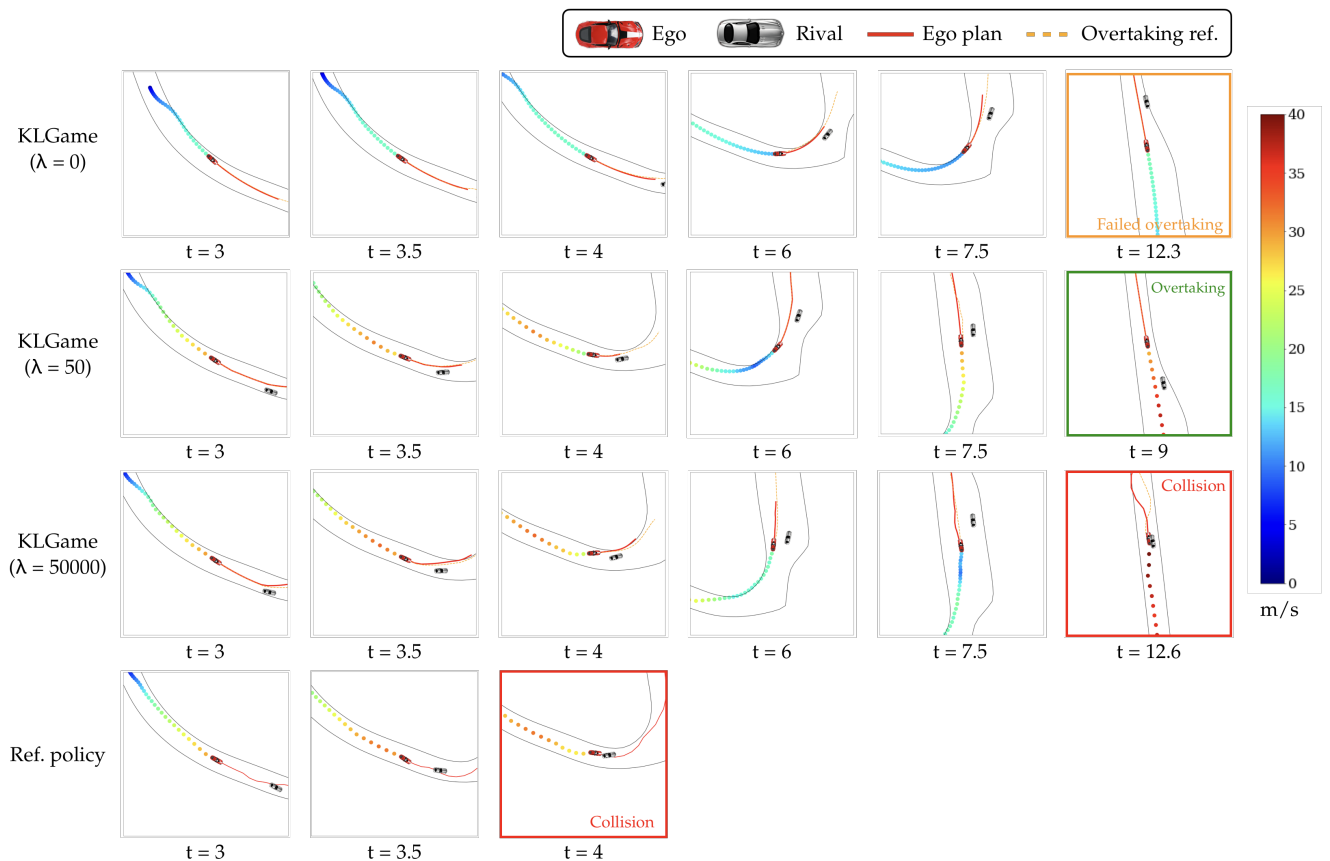 Ego Rival Ego plan Overtaking ref.
KLGame
(λ = 0)
Failed overtaking
t = 3 t = 3.5 t = 4 t = 6 t = 7.5 t = 12.3
KLGame
(λ = 50)
Overtaking
t = 3 t = 3.5 t = 4 t = 6 t = 7.5 t = 9
KLGame
(λ = 50000)
Collision
t = 3 t = 3.5 t = 4 t = 6 t = 7.5 t = 12.6
Ref. policy
Collision
t = 3 t = 3.5 t = 4
40
35
30
25
20
15
10
5
0
m/s